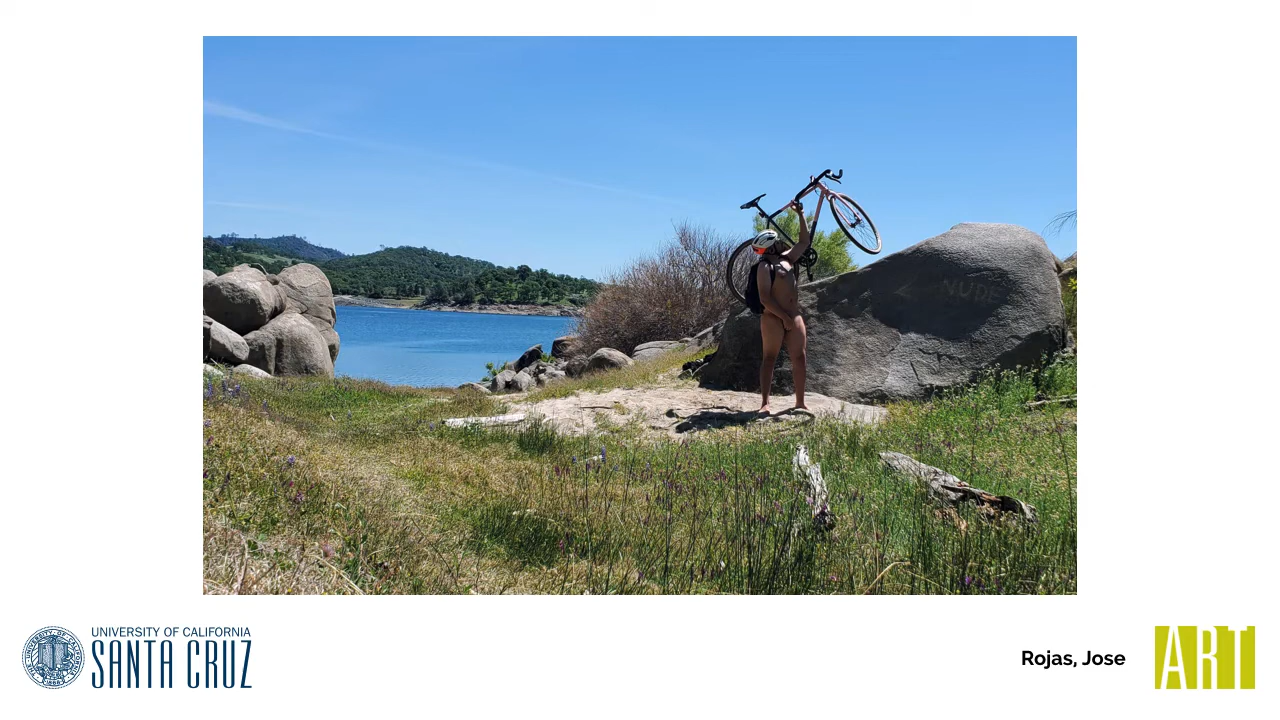 NUDE
UNIVERSITY OF CALIFORNIA
SANTA CRUZ
Rojas, Jose
ART